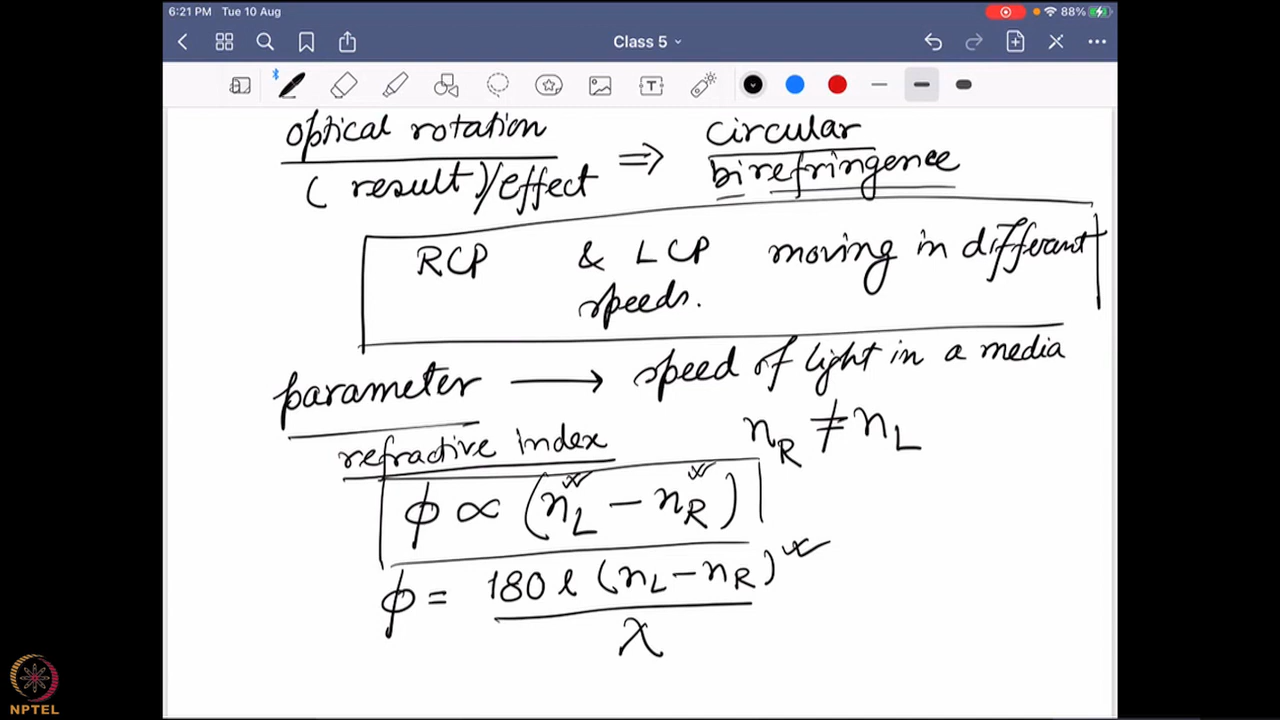 6:21 PM Tue 10 Aug 88%
Class 5
optical rotation ⇒ circular
(result)/effect birefringence
RCP & LCP moving in differant
speeds.
parameter ⟶ speed of light in a media
refractive index n_R ≠ n_L
ϕ ∝ (n_L − n_R)
ϕ = 180 l (n_L − n_R)
λ
NPTEL